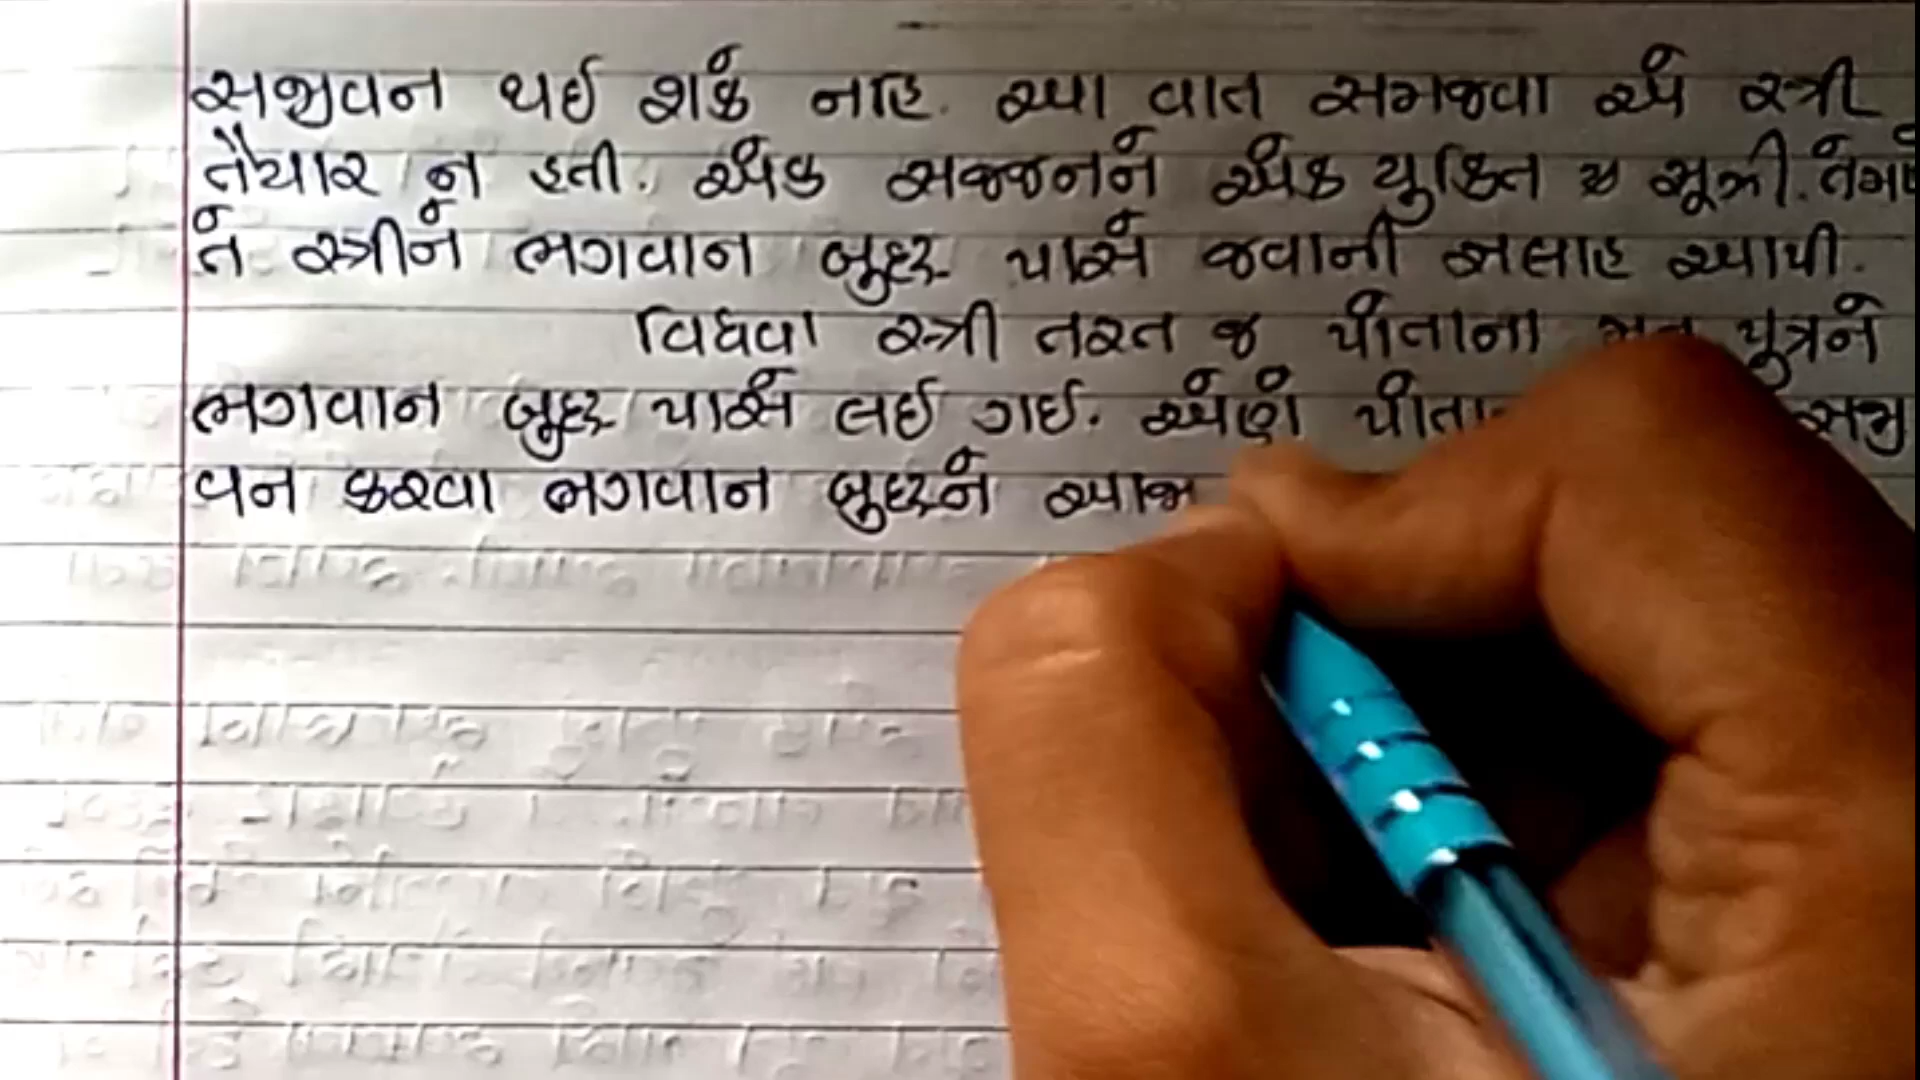 સજીવન થઈ શકે નહિ. આ વાત સમજવા એ સ્ત્રી
તૈયાર ન હતી. એક સજ્જનને એક યુક્તિ સૂઝી. તેમણે
તે સ્ત્રીને ભગવાન બુદ્ધ પાસે જવાની સલાહ આપી.
વિધવા સ્ત્રી તરત જ પોતાના પુત્રને
ભગવાન બુદ્ધ પાસે લઈ ગઈ. એણે સજી
વન કરવા ભગવાન બુદ્ધને